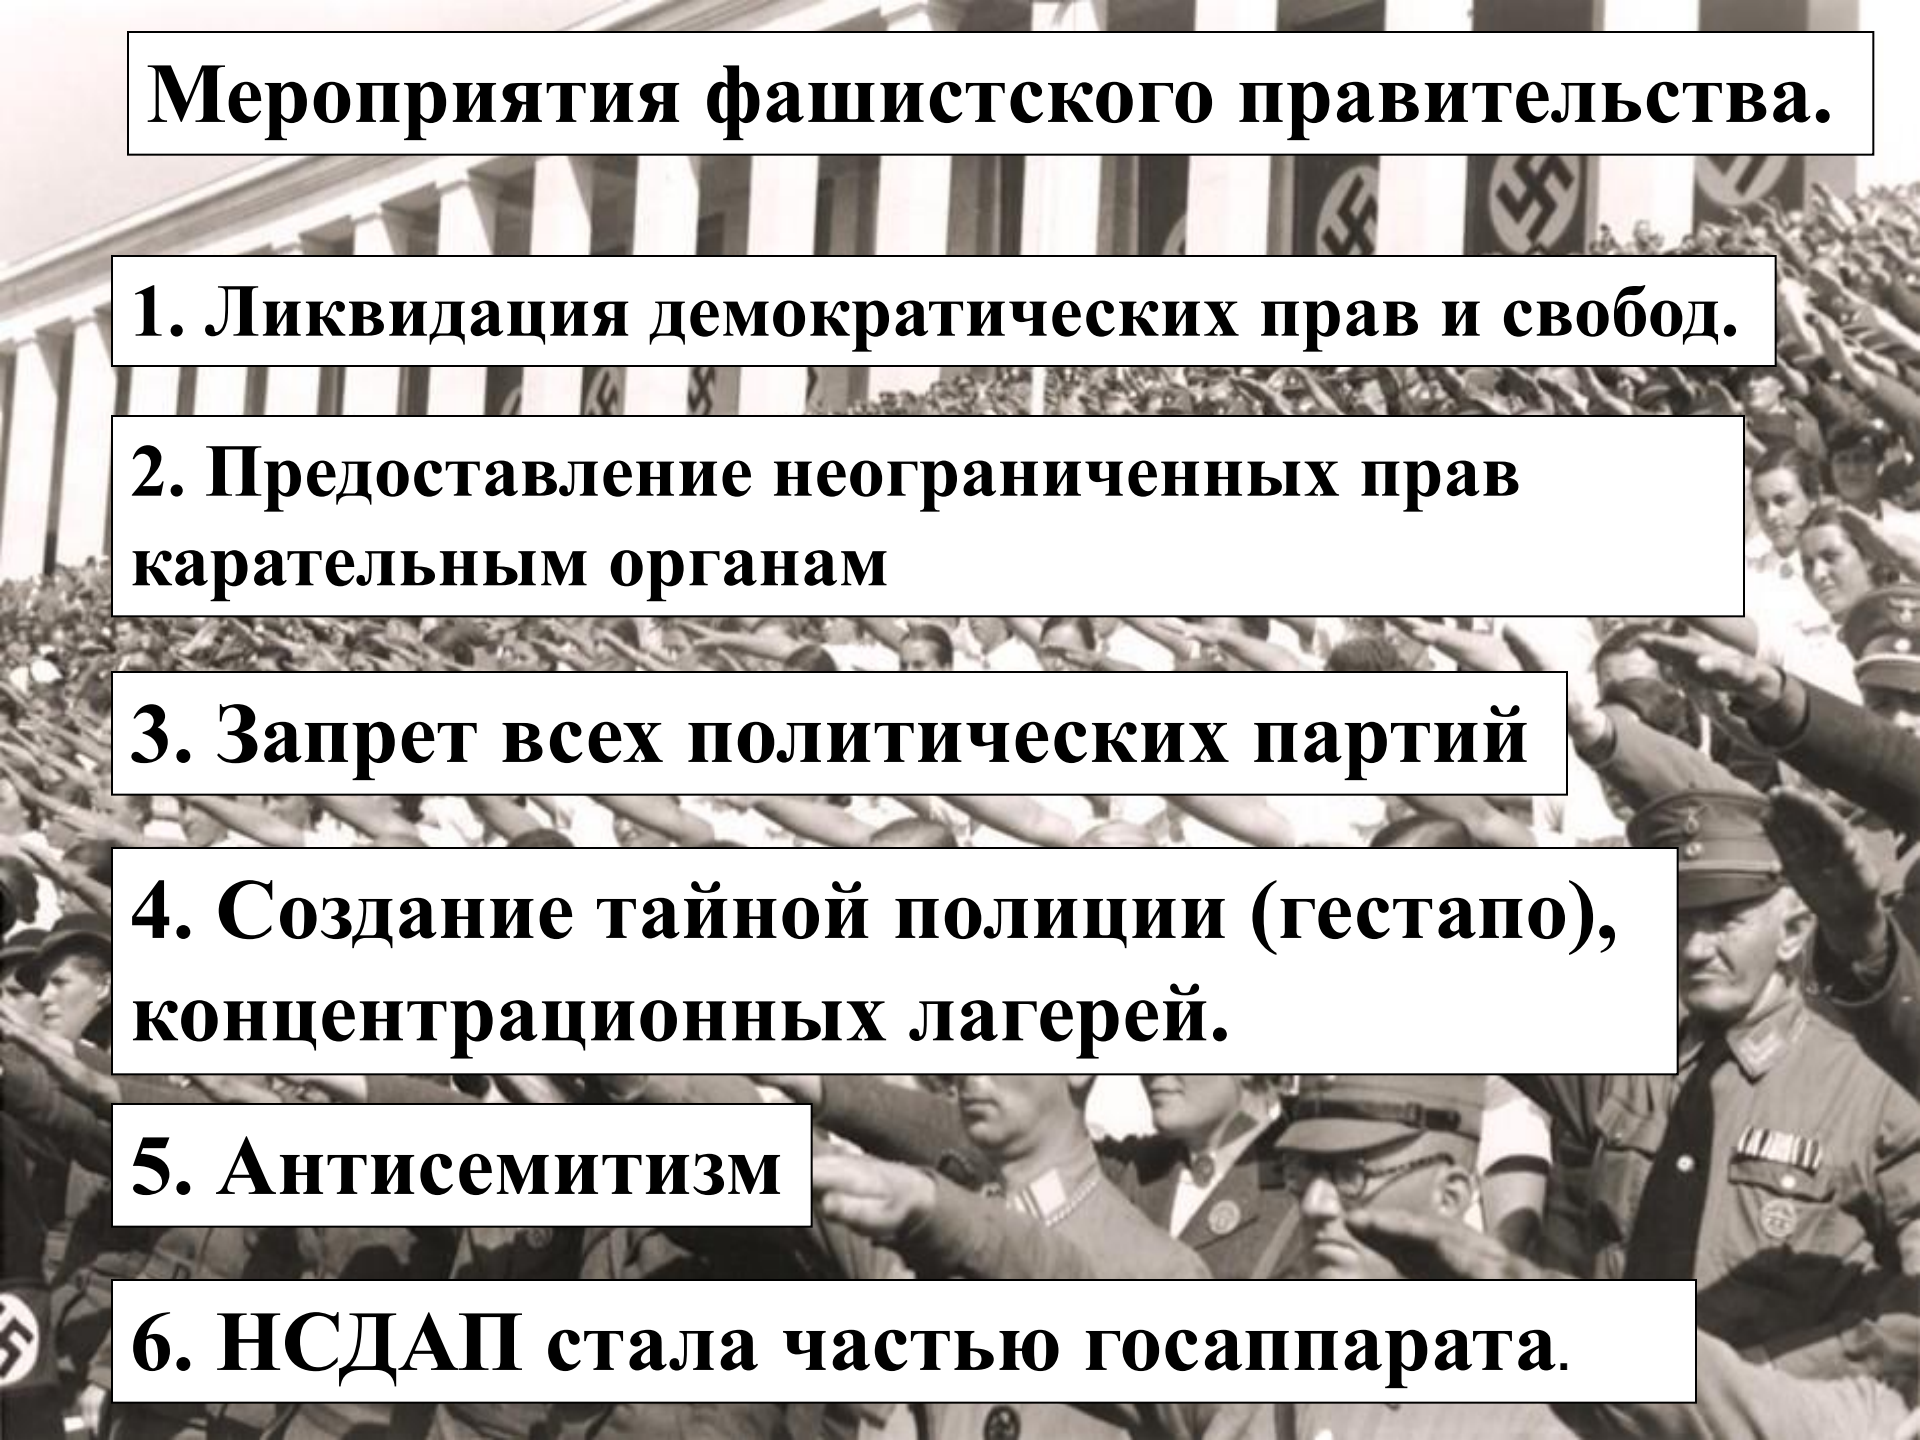 Мероприятия фашистского правительства.
1. Ликвидация демократических прав и свобод.
2. Предоставление неограниченных прав
карательным органам
3. Запрет всех политических партий
4. Создание тайной полиции (гестапо),
концентрационных лагерей.
5. Антисемитизм
6. НСДАП стала частью госаппарата.